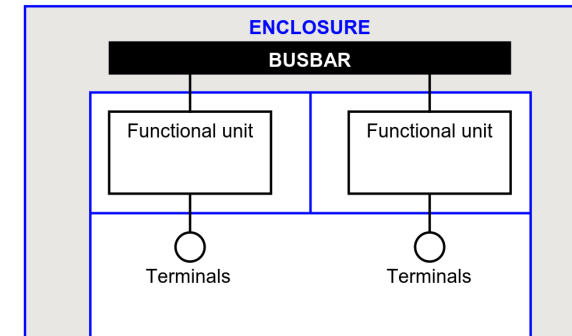 ENCLOSURE
BUSBAR
Functional unit
Functional unit
Terminals
Terminals